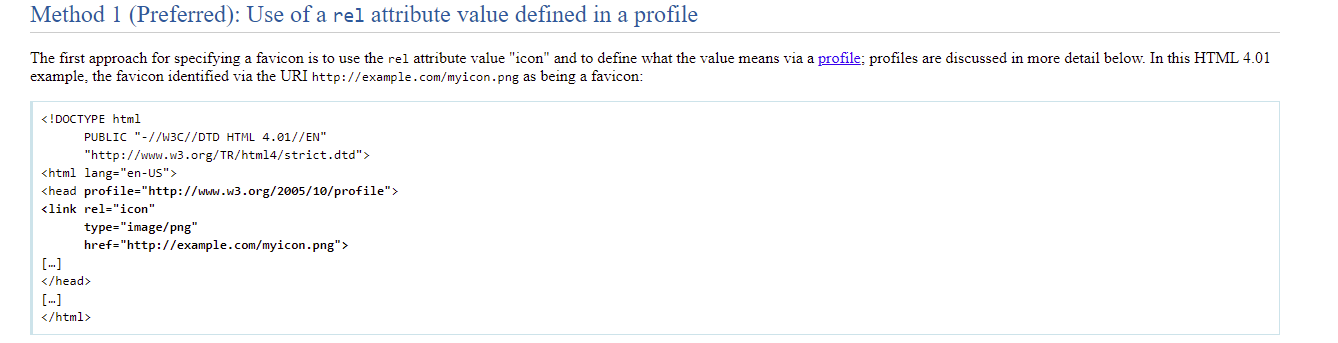 Method 1 (Preferred): Use of a rel attribute value defined in a profile
The first approach for specifying a favicon is to use the rel attribute value "icon" and to define what the value means via a profile; profiles are discussed in more detail below. In this HTML 4.01
example, the favicon identified via the URI http://example.com/myicon.png as being a favicon:
<!DOCTYPE html
      PUBLIC "-//W3C//DTD HTML 4.01//EN"
      "http://www.w3.org/TR/html4/strict.dtd">
<html lang="en-US">
<head profile="http://www.w3.org/2005/10/profile">
<link rel="icon"
      type="image/png"
      href="http://example.com/myicon.png">
[…]
</head>
[…]
</html>